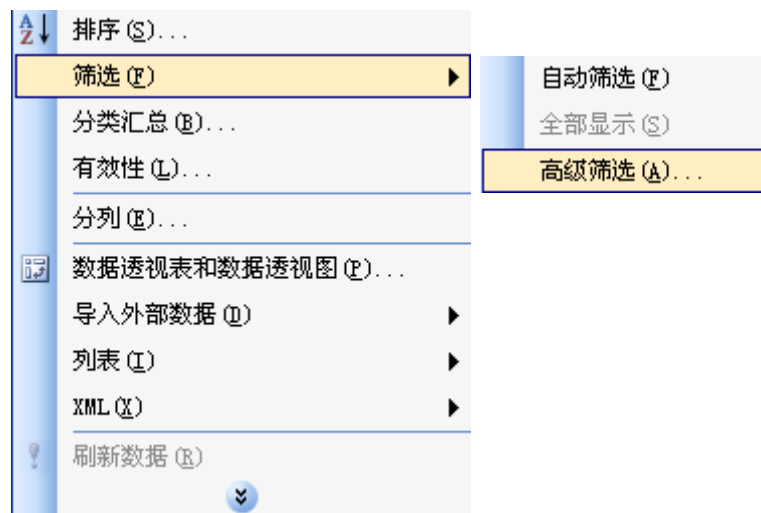 排序(S)...
筛选(F)
分类汇总(B)...
有效性(L)...
分列(E)...
数据透视表和数据透视图(P)...
导入外部数据(D)
列表(I)
XML(X)
刷新数据(R)
自动筛选(F)
全部显示(S)
高级筛选(A)...